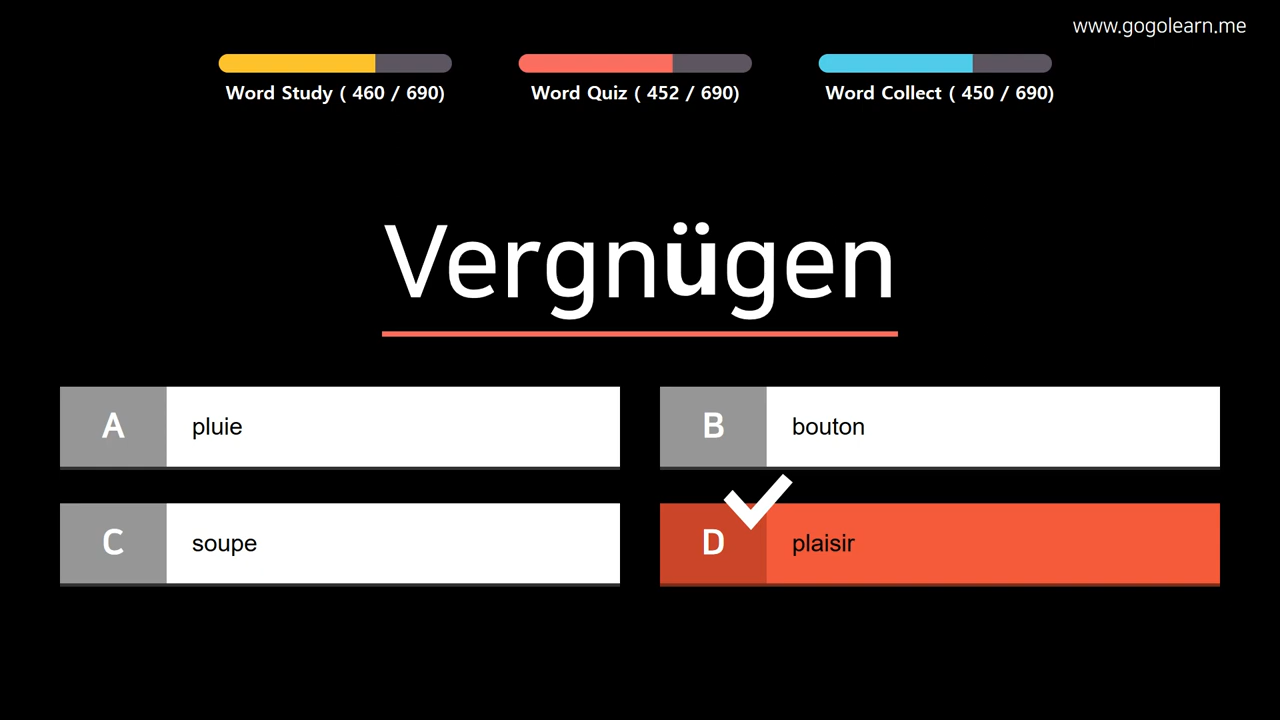 www.gogolearn.me
Word Study ( 460 / 690)
Word Quiz ( 452 / 690)
Word Collect ( 450 / 690)
Vergnügen
A pluie
B bouton
C soupe
D plaisir